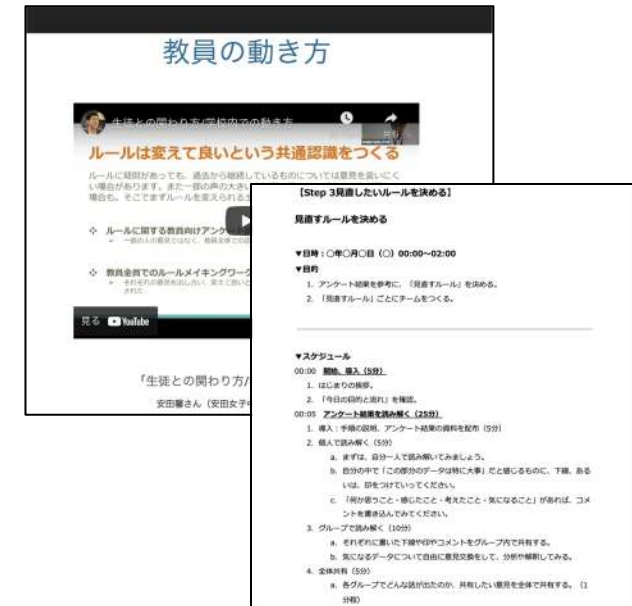 教員の動き方
生徒との関わり方/学校内での動き方
ルールは変えて良いという共通認識をつくる
ルールに疑問があっても、過去から継続しているものについては意見を言いにく
い場合があります。また一部の声の大きい
場合も。そこでまずルールを変えられる
❖ ルールに関する教員向けアンケート
❖ 教員全員でのルールメイキングワーク
見る YouTube
「生徒との関わり方/
安田馨さん（安田女子
【Step 3見直したいルールを決める】
見直すルールを決める
▼日時：○年○月○日（○）00:00〜02:00
▼目的
1. アンケート結果を参考に、「見直すルール」を決める。
2. 「見直すルール」ごとにチームをつくる。
▼スケジュール
00:00 開始、導入（5分）
1. はじまりの挨拶。
2. 「今日の目的と流れ」を確認。
00:05 アンケート結果を読み解く（25分）
1. 導入：手順の説明、アンケート結果の資料を配布（5分）
2. 個人で読み解く（5分）
a. まずは、自分一人で読み解いてみましょう。
b. 自分の中で「この部分のデータは特に大事」だと感じるものに、下線、ある
いは、印をつけていってください。
c. 「何か思うこと・感じたこと・考えたこと・気になること」があれば、コメ
ントを書き込んでみてください。
3. グループで読み解く（10分）
a. それぞれに書いた下線や印やコメントをグループ内で共有する。
b. 気になるデータについて自由に意見交換をして、分析や解釈してみる。
4. 全体共有（5分）
a. 各グループでどんな話が出たのか、共有したい意見を全体で共有する。（1
分程）